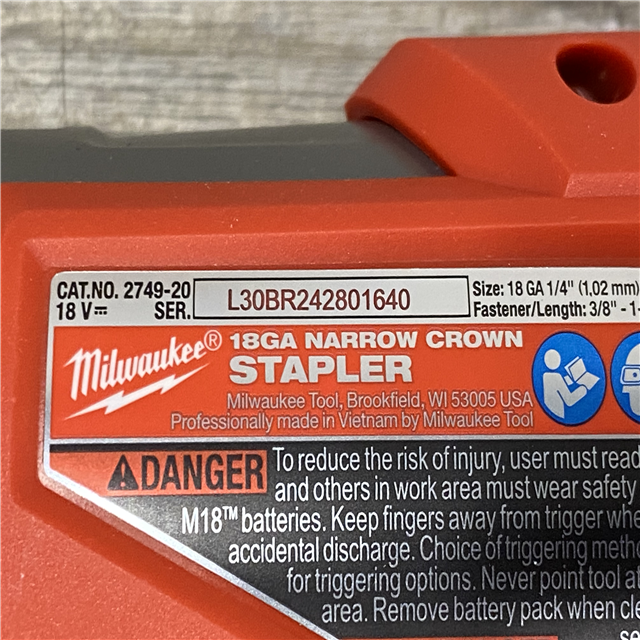 CAT.NO. 2749-20
18 V⎓ SER. L30BR242801640
Size: 18 GA 1/4" (1,02 mm)
Fastener/Length: 3/8" - 1-
Milwaukee®
18GA NARROW CROWN
STAPLER
Milwaukee Tool, Brookfield, WI 53005 USA
Professionally made in Vietnam by Milwaukee Tool
DANGER To reduce the risk of injury, user must read
and others in work area must wear safety
M18™ batteries. Keep fingers away from trigger whe
accidental discharge. Choice of triggering meth
for triggering options. Never point tool at
area. Remove battery pack when cle